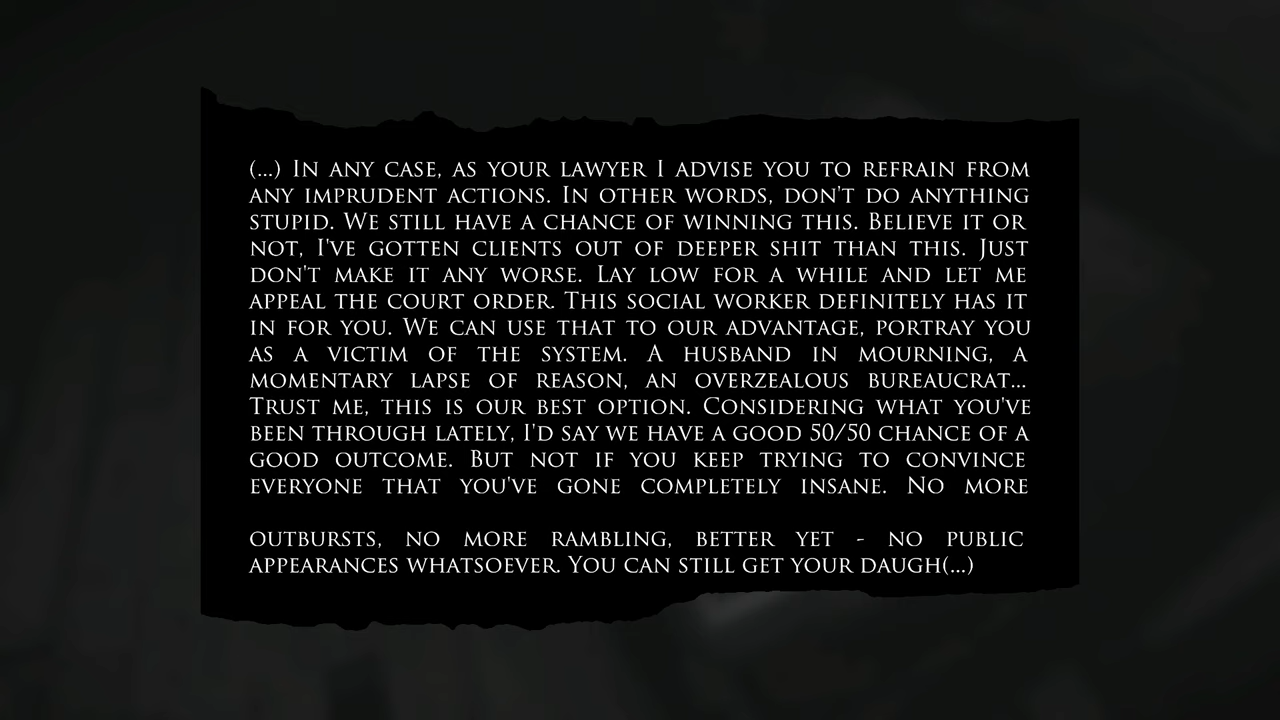 (...) In any case, as your lawyer I advise you to refrain from
any imprudent actions. In other words, don't do anything
stupid. We still have a chance of winning this. Believe it or
not, I've gotten clients out of deeper shit than this. Just
don't make it any worse. Lay low for a while and let me
appeal the court order. This social worker definitely has it
in for you. We can use that to our advantage, portray you
as a victim of the system. A husband in mourning, a
momentary lapse of reason, an overzealous bureaucrat...
Trust me, this is our best option. Considering what you've
been through lately, I'd say we have a good 50/50 chance of a
good outcome. But not if you keep trying to convince
everyone that you've gone completely insane. No more
outbursts, no more rambling, better yet - no public
appearances whatsoever. You can still get your daugh(...)